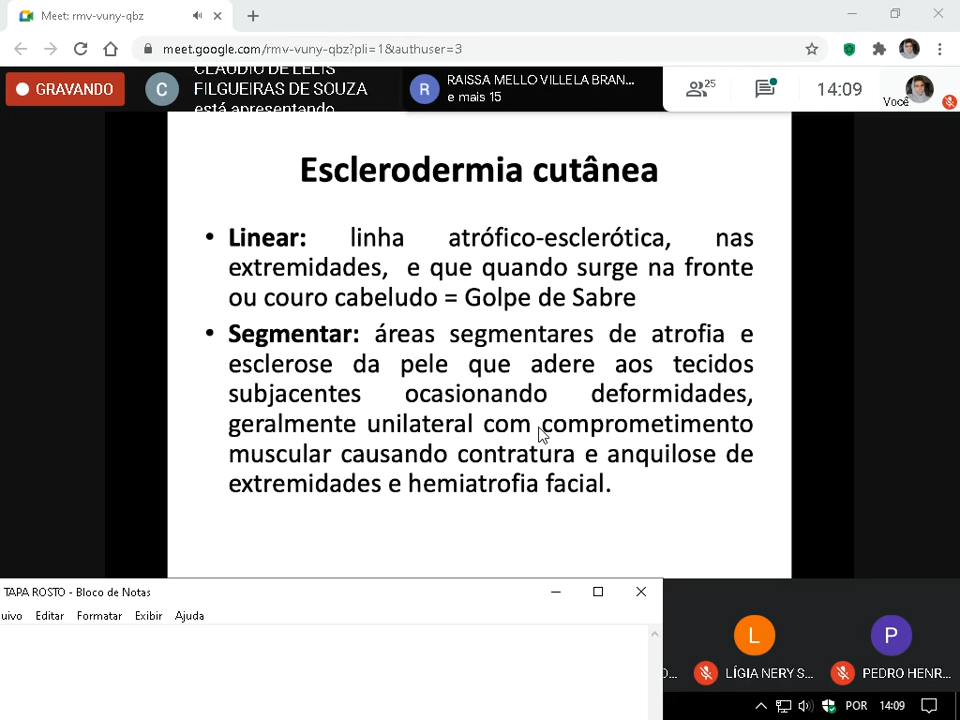 Meet: rmv-vuny-qbz
meet.google.com/rmv-vuny-qbz?pli=1&authuser=3
GRAVANDO
C
CLAUDIO DE LELIS
FILGUEIRAS DE SOUZA
está apresentando
R
RAISSA MELLO VILLELA BRAN...
e mais 15
25
14:09
Você
Esclerodermia cutânea
• Linear: linha atrófico-esclerótica, nas
extremidades, e que quando surge na fronte
ou couro cabeludo = Golpe de Sabre
• Segmentar: áreas segmentares de atrofia e
esclerose da pele que adere aos tecidos
subjacentes ocasionando deformidades,
geralmente unilateral com comprometimento
muscular causando contratura e anquilose de
extremidades e hemiatrofia facial.
TAPA ROSTO - Bloco de Notas
uivo Editar Formatar Exibir Ajuda
L
P
O... LÍGIA NERY S... PEDRO HENR...
POR 14:09